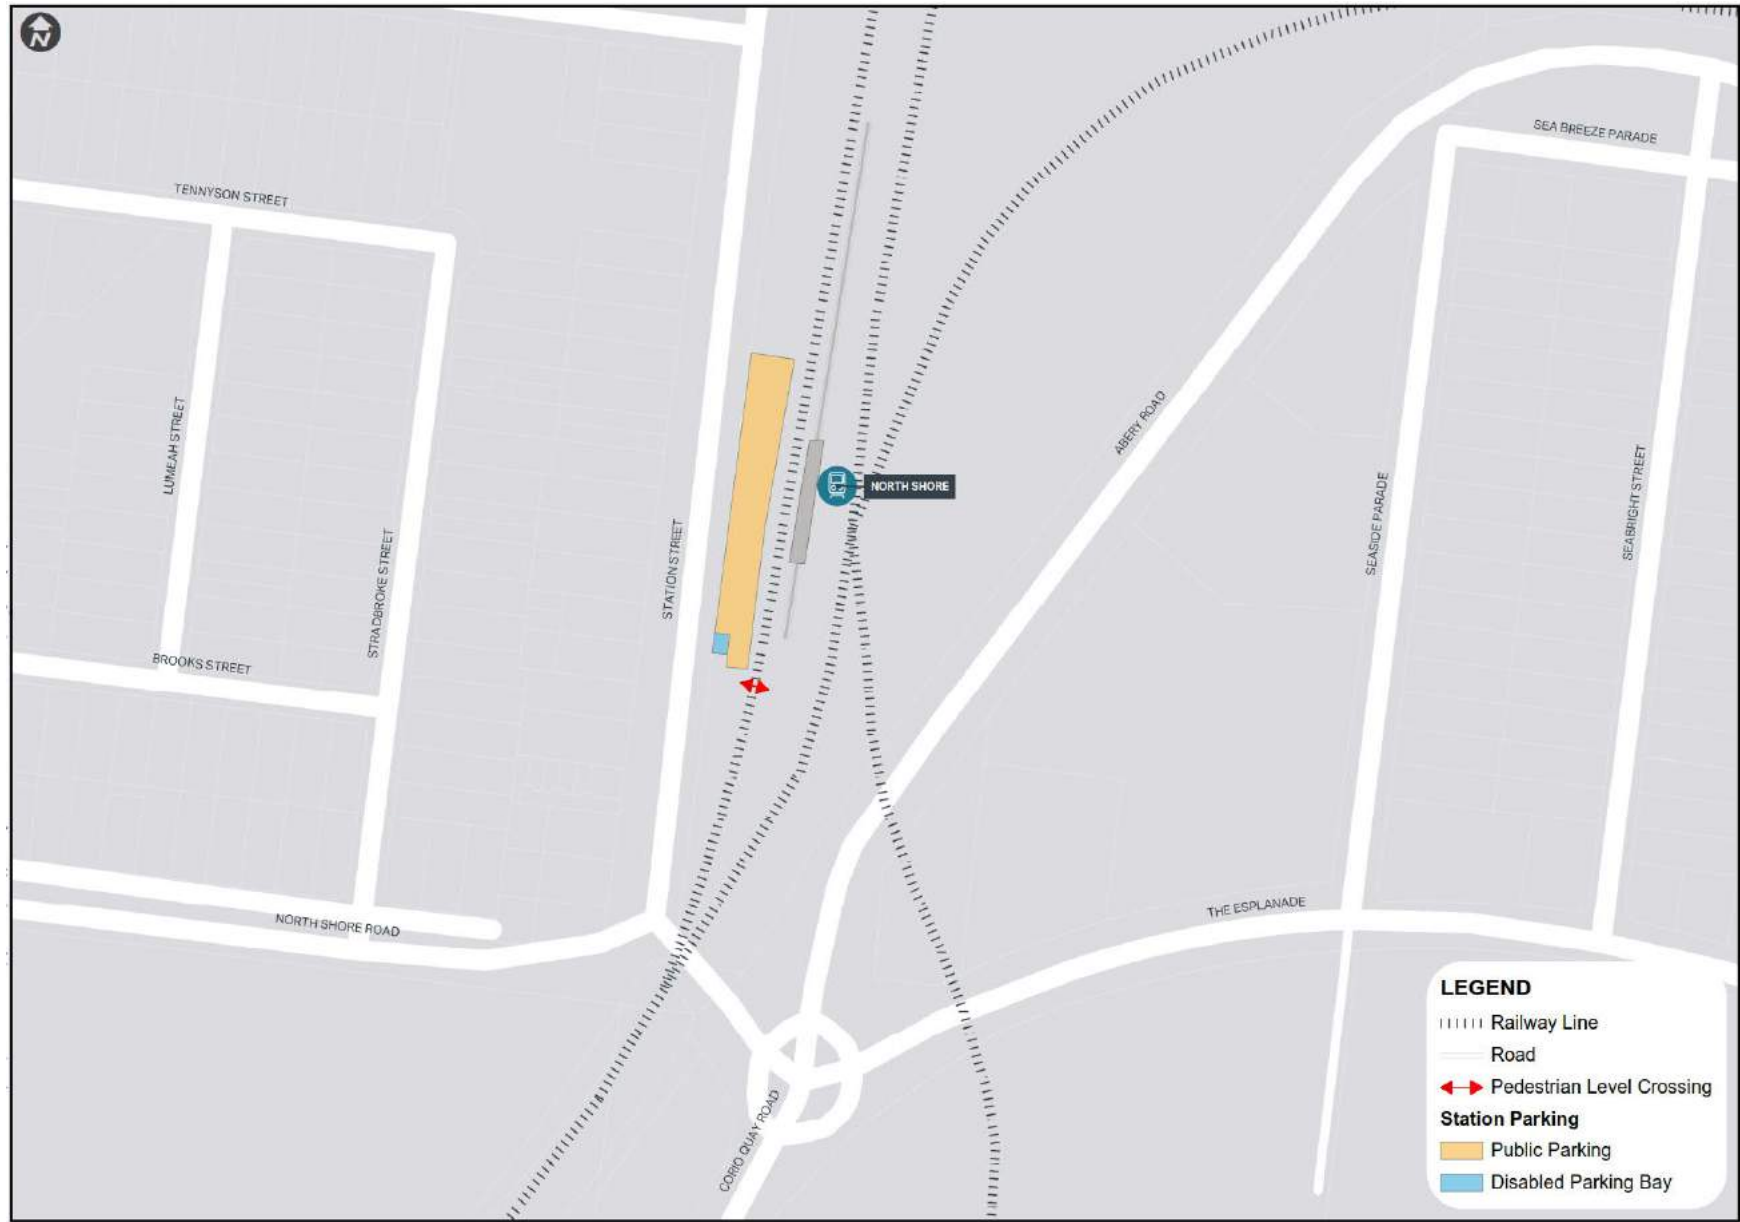 N
SEA BREEZE PARADE
TENNYSON STREET
LUMEAH STREET
STRADBROKE STREET
STATION STREET
ABERY ROAD
SEASIDE PARADE
SEABRIGHT STREET
NORTH SHORE
BROOKS STREET
NORTH SHORE ROAD
THE ESPLANADE
CORIO QUAY ROAD
LEGEND
Railway Line
Road
Pedestrian Level Crossing
Station Parking
Public Parking
Disabled Parking Bay